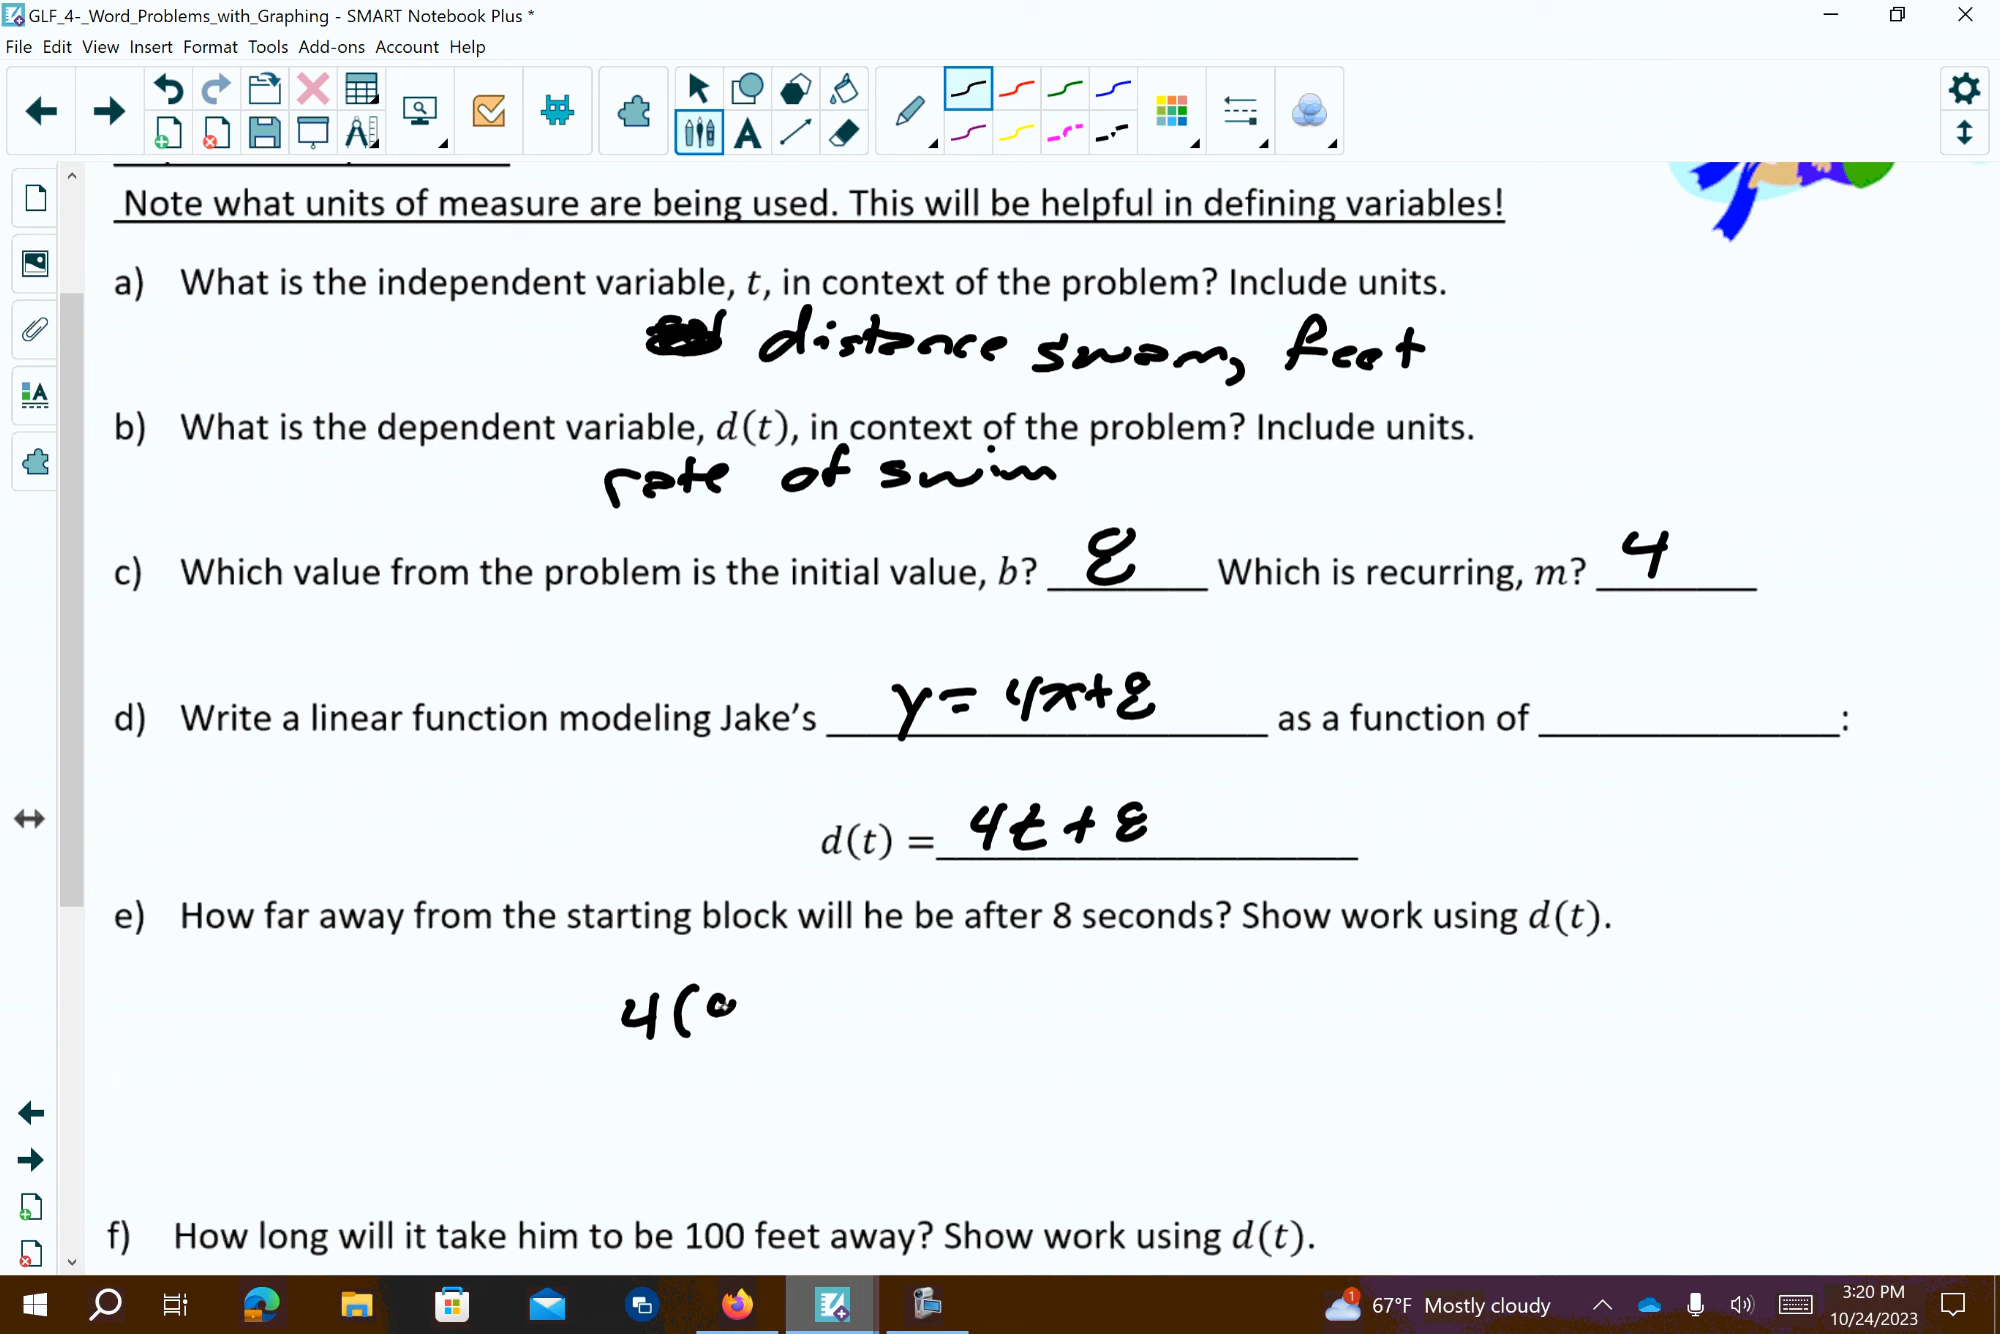 GLF_4-_Word_Problems_with_Graphing - SMART Notebook Plus *
File Edit View Insert Format Tools Add-ons Account Help
Note what units of measure are being used. This will be helpful in defining variables!
a) What is the independent variable, t, in context of the problem? Include units.
distance swam, feet
b) What is the dependent variable, d(t), in context of the problem? Include units.
rate of swim
c) Which value from the problem is the initial value, b? 8 Which is recurring, m? 4
d) Write a linear function modeling Jake's y = 4x+8 as a function of ____________:
d(t) = 4t + 8
e) How far away from the starting block will he be after 8 seconds? Show work using d(t).
4(
f) How long will it take him to be 100 feet away? Show work using d(t).
1 67°F Mostly cloudy 3:20 PM
10/24/2023